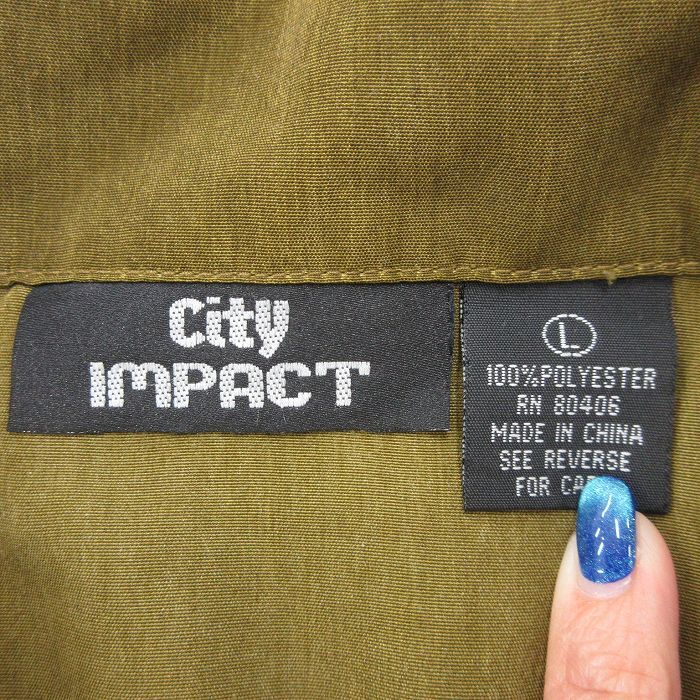 City
IMPACT
L
100%POLYESTER
RN 80406
MADE IN CHINA
SEE REVERSE
FOR